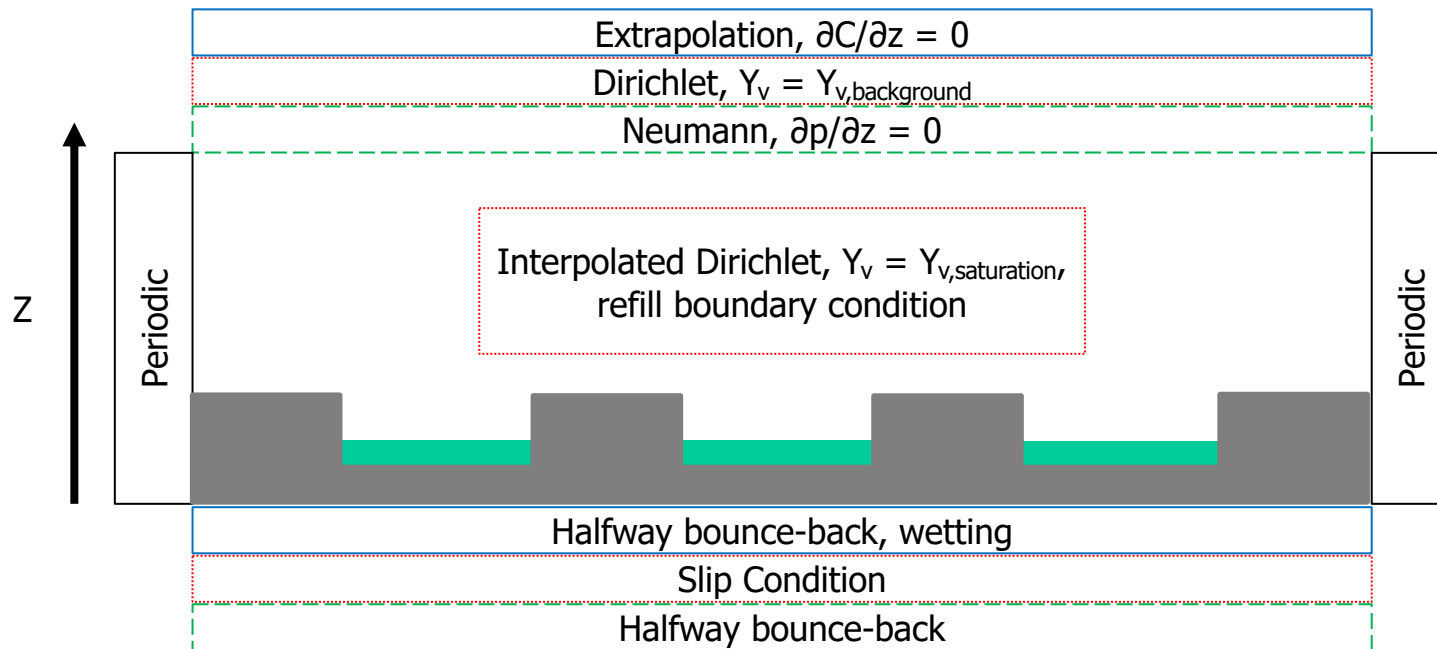 Extrapolation, ∂C/∂z = 0
Dirichlet, Yᵥ = Yᵥ,background
Neumann, ∂p/∂z = 0
Z
Periodic
Interpolated Dirichlet, Yᵥ = Yᵥ,saturation,
refill boundary condition
Periodic
Halfway bounce-back, wetting
Slip Condition
Halfway bounce-back